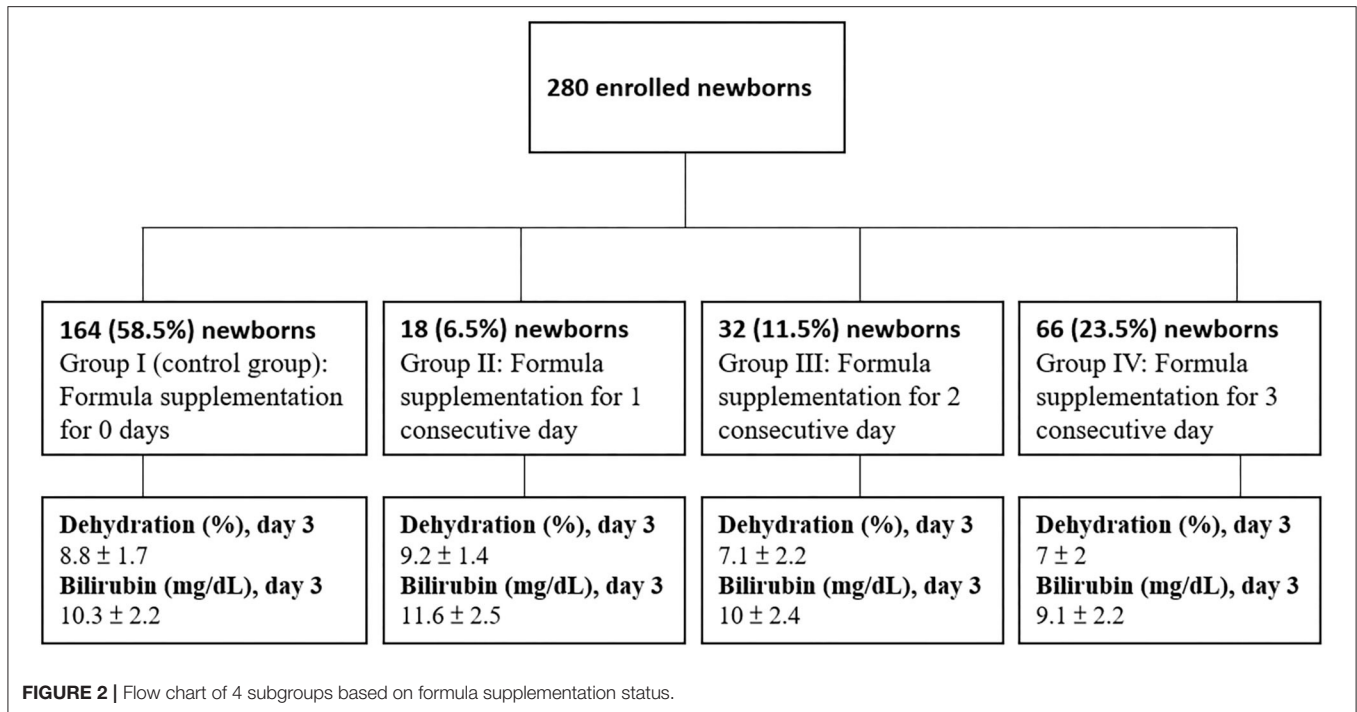 280 enrolled newborns
164 (58.5%) newborns
Group I (control group):
Formula supplementation
for 0 days
18 (6.5%) newborns
Group II: Formula
supplementation for 1
consecutive day
32 (11.5%) newborns
Group III: Formula
supplementation for 2
consecutive day
66 (23.5%) newborns
Group IV: Formula
supplementation for 3
consecutive day
Dehydration (%), day 3
8.8 ± 1.7
Bilirubin (mg/dL), day 3
10.3 ± 2.2
Dehydration (%), day 3
9.2 ± 1.4
Bilirubin (mg/dL), day 3
11.6 ± 2.5
Dehydration (%), day 3
7.1 ± 2.2
Bilirubin (mg/dL), day 3
10 ± 2.4
Dehydration (%), day 3
7 ± 2
Bilirubin (mg/dL), day 3
9.1 ± 2.2
FIGURE 2 | Flow chart of 4 subgroups based on formula supplementation status.